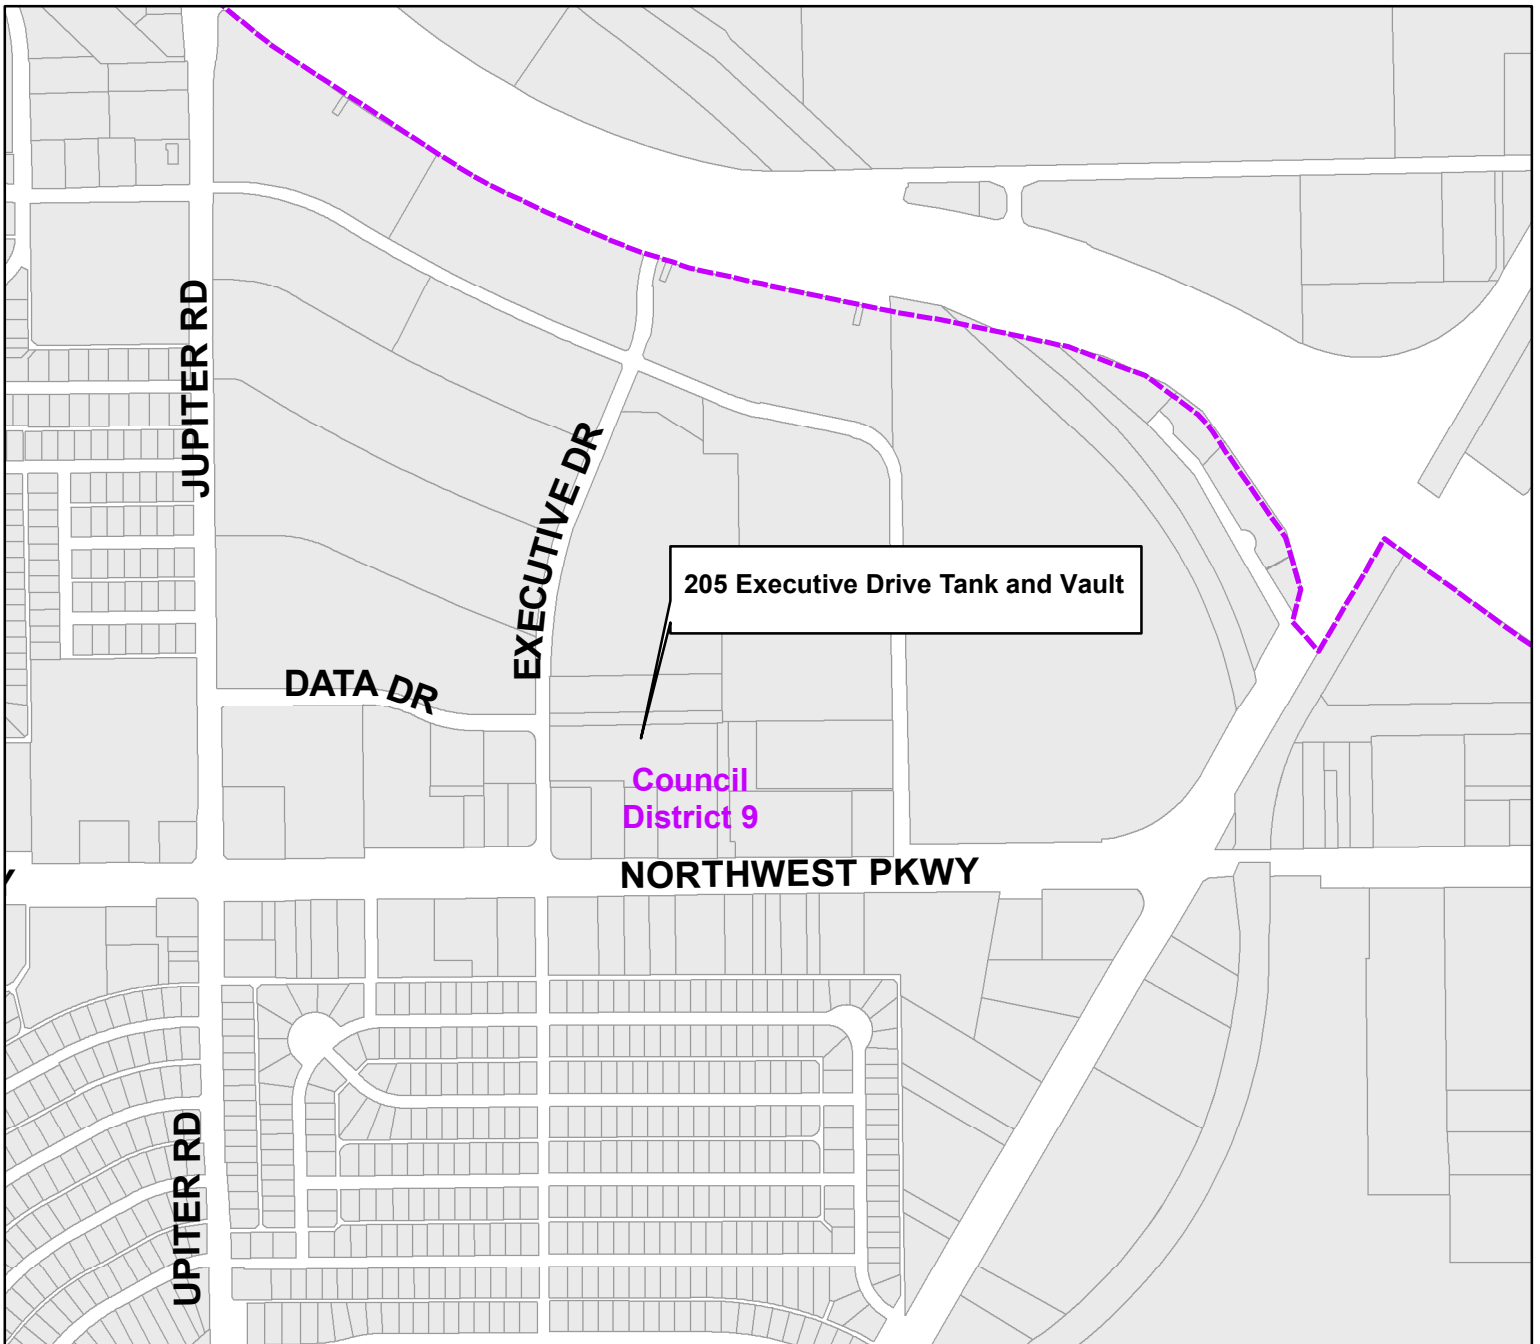 JUPITER RD
EXECUTIVE DR
205 Executive Drive Tank and Vault
DATA DR
Council
District 9
NORTHWEST PKWY
Y
UPITER RD